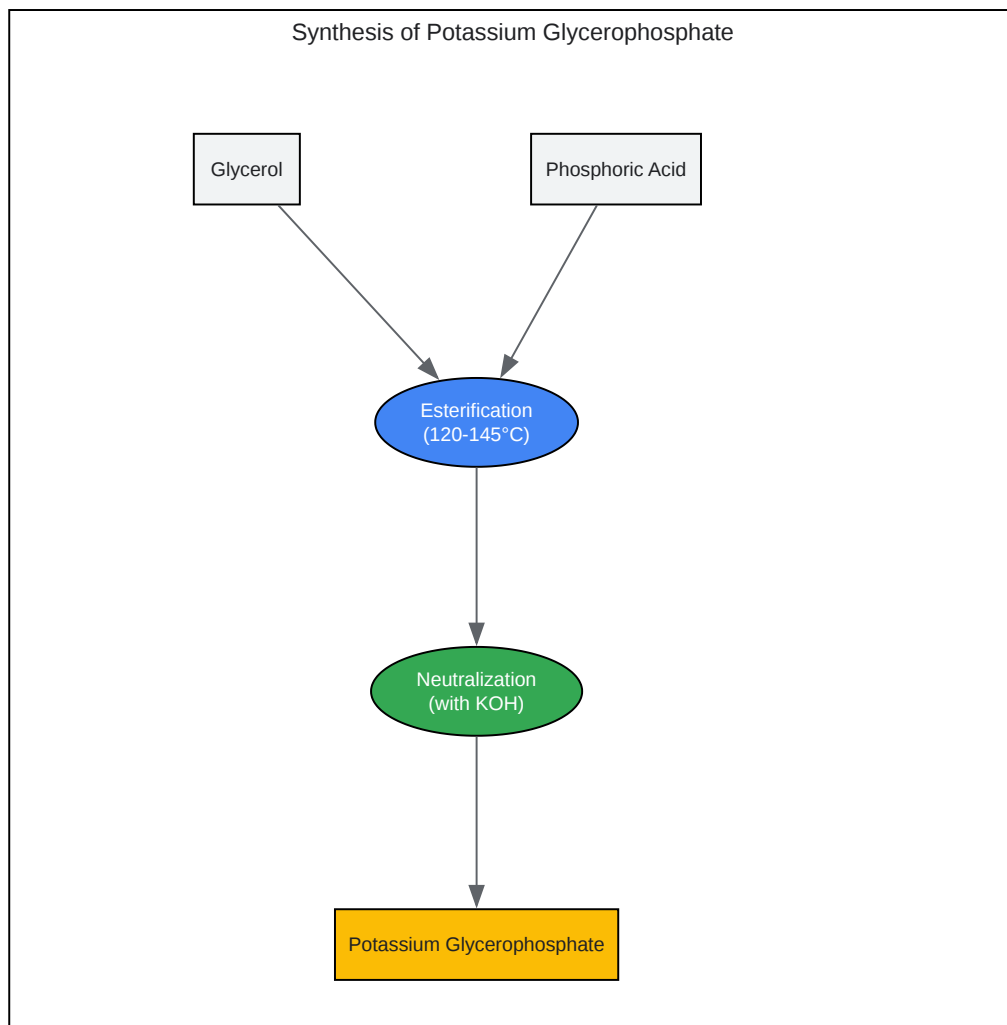 Synthesis of Potassium Glycerophosphate
Glycerol
Phosphoric Acid
Esterification
(120-145°C)
Neutralization
(with KOH)
Potassium Glycerophosphate